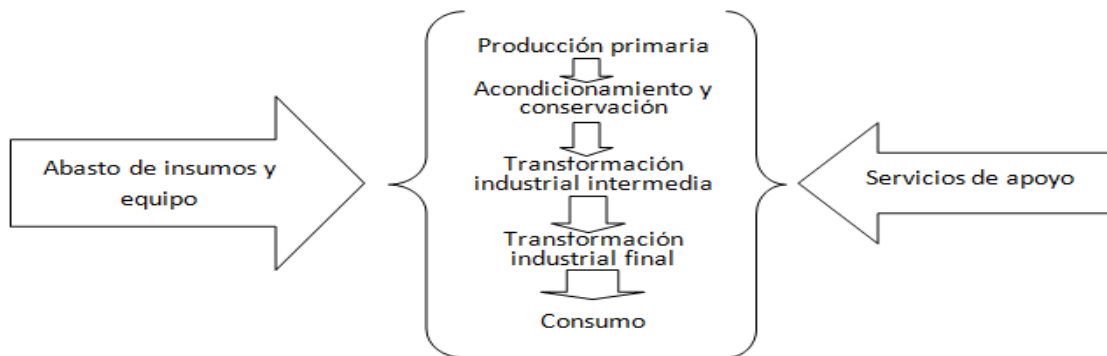 Producción primaria
Acondicionamiento y
conservación
Abasto de insumos y
equipo
Transformación
industrial intermedia
Servicios de apoyo
Transformación
industrial final
Consumo